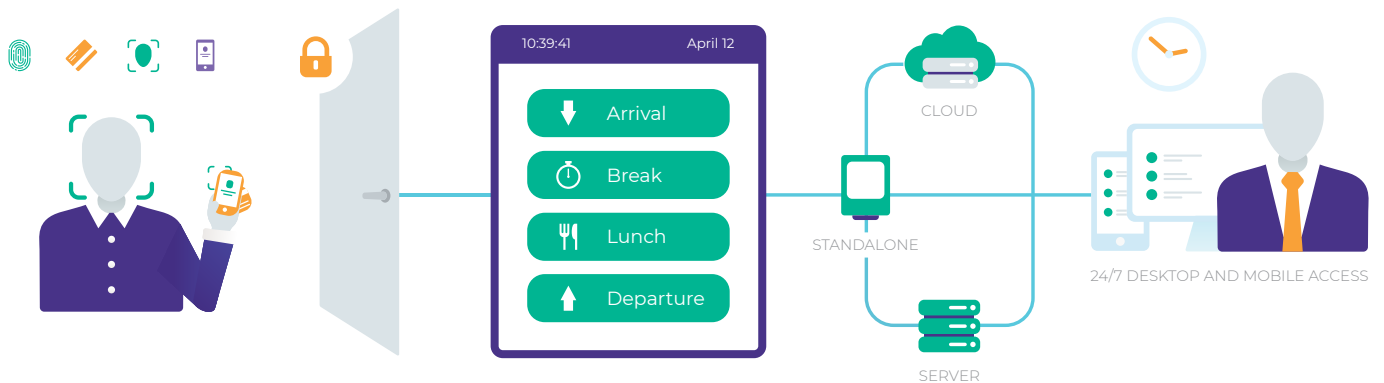 10:39:41 April 12
Arrival
Break
Lunch
Departure
CLOUD
STANDALONE
SERVER
24/7 DESKTOP AND MOBILE ACCESS